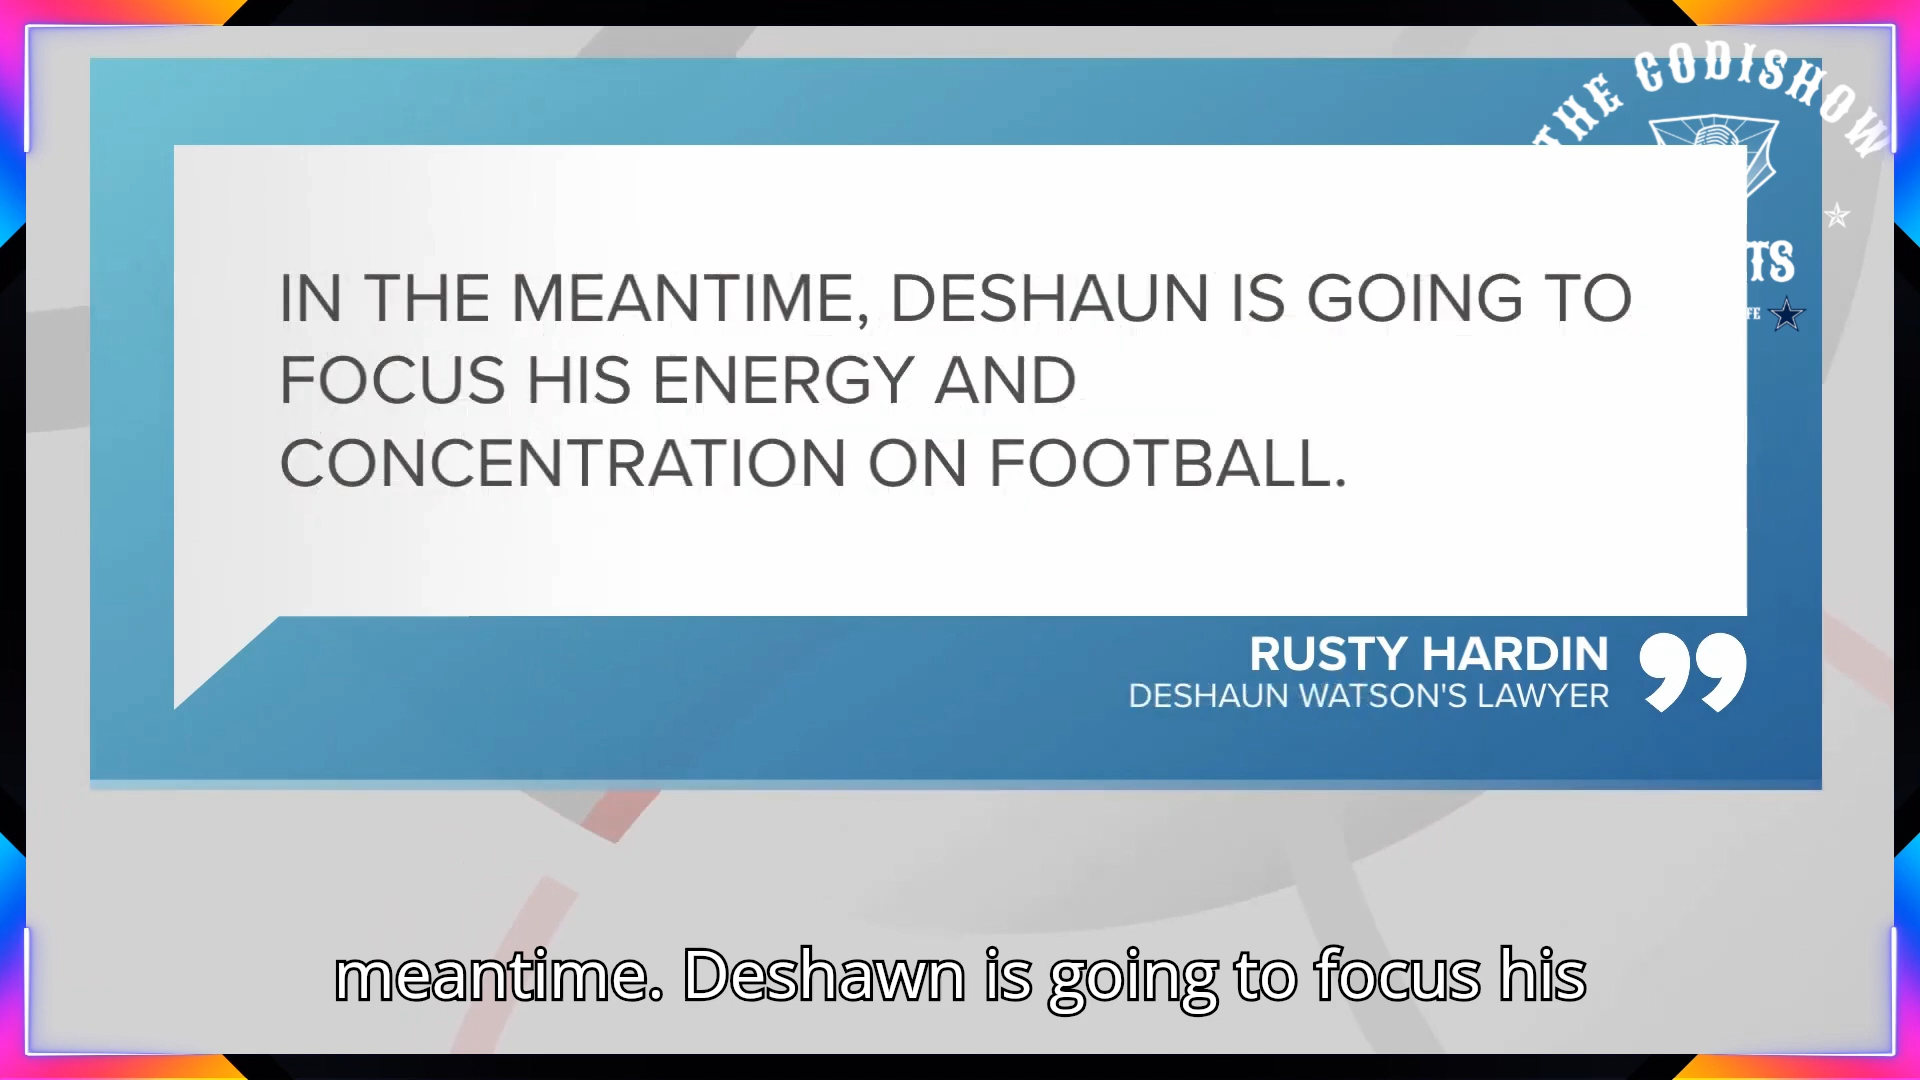 THE CODISHOW
IN THE MEANTIME, DESHAUN IS GOING TO
FOCUS HIS ENERGY AND
CONCENTRATION ON FOOTBALL.
RUSTY HARDIN
DESHAUN WATSON'S LAWYER
meantime. Deshawn is going to focus his